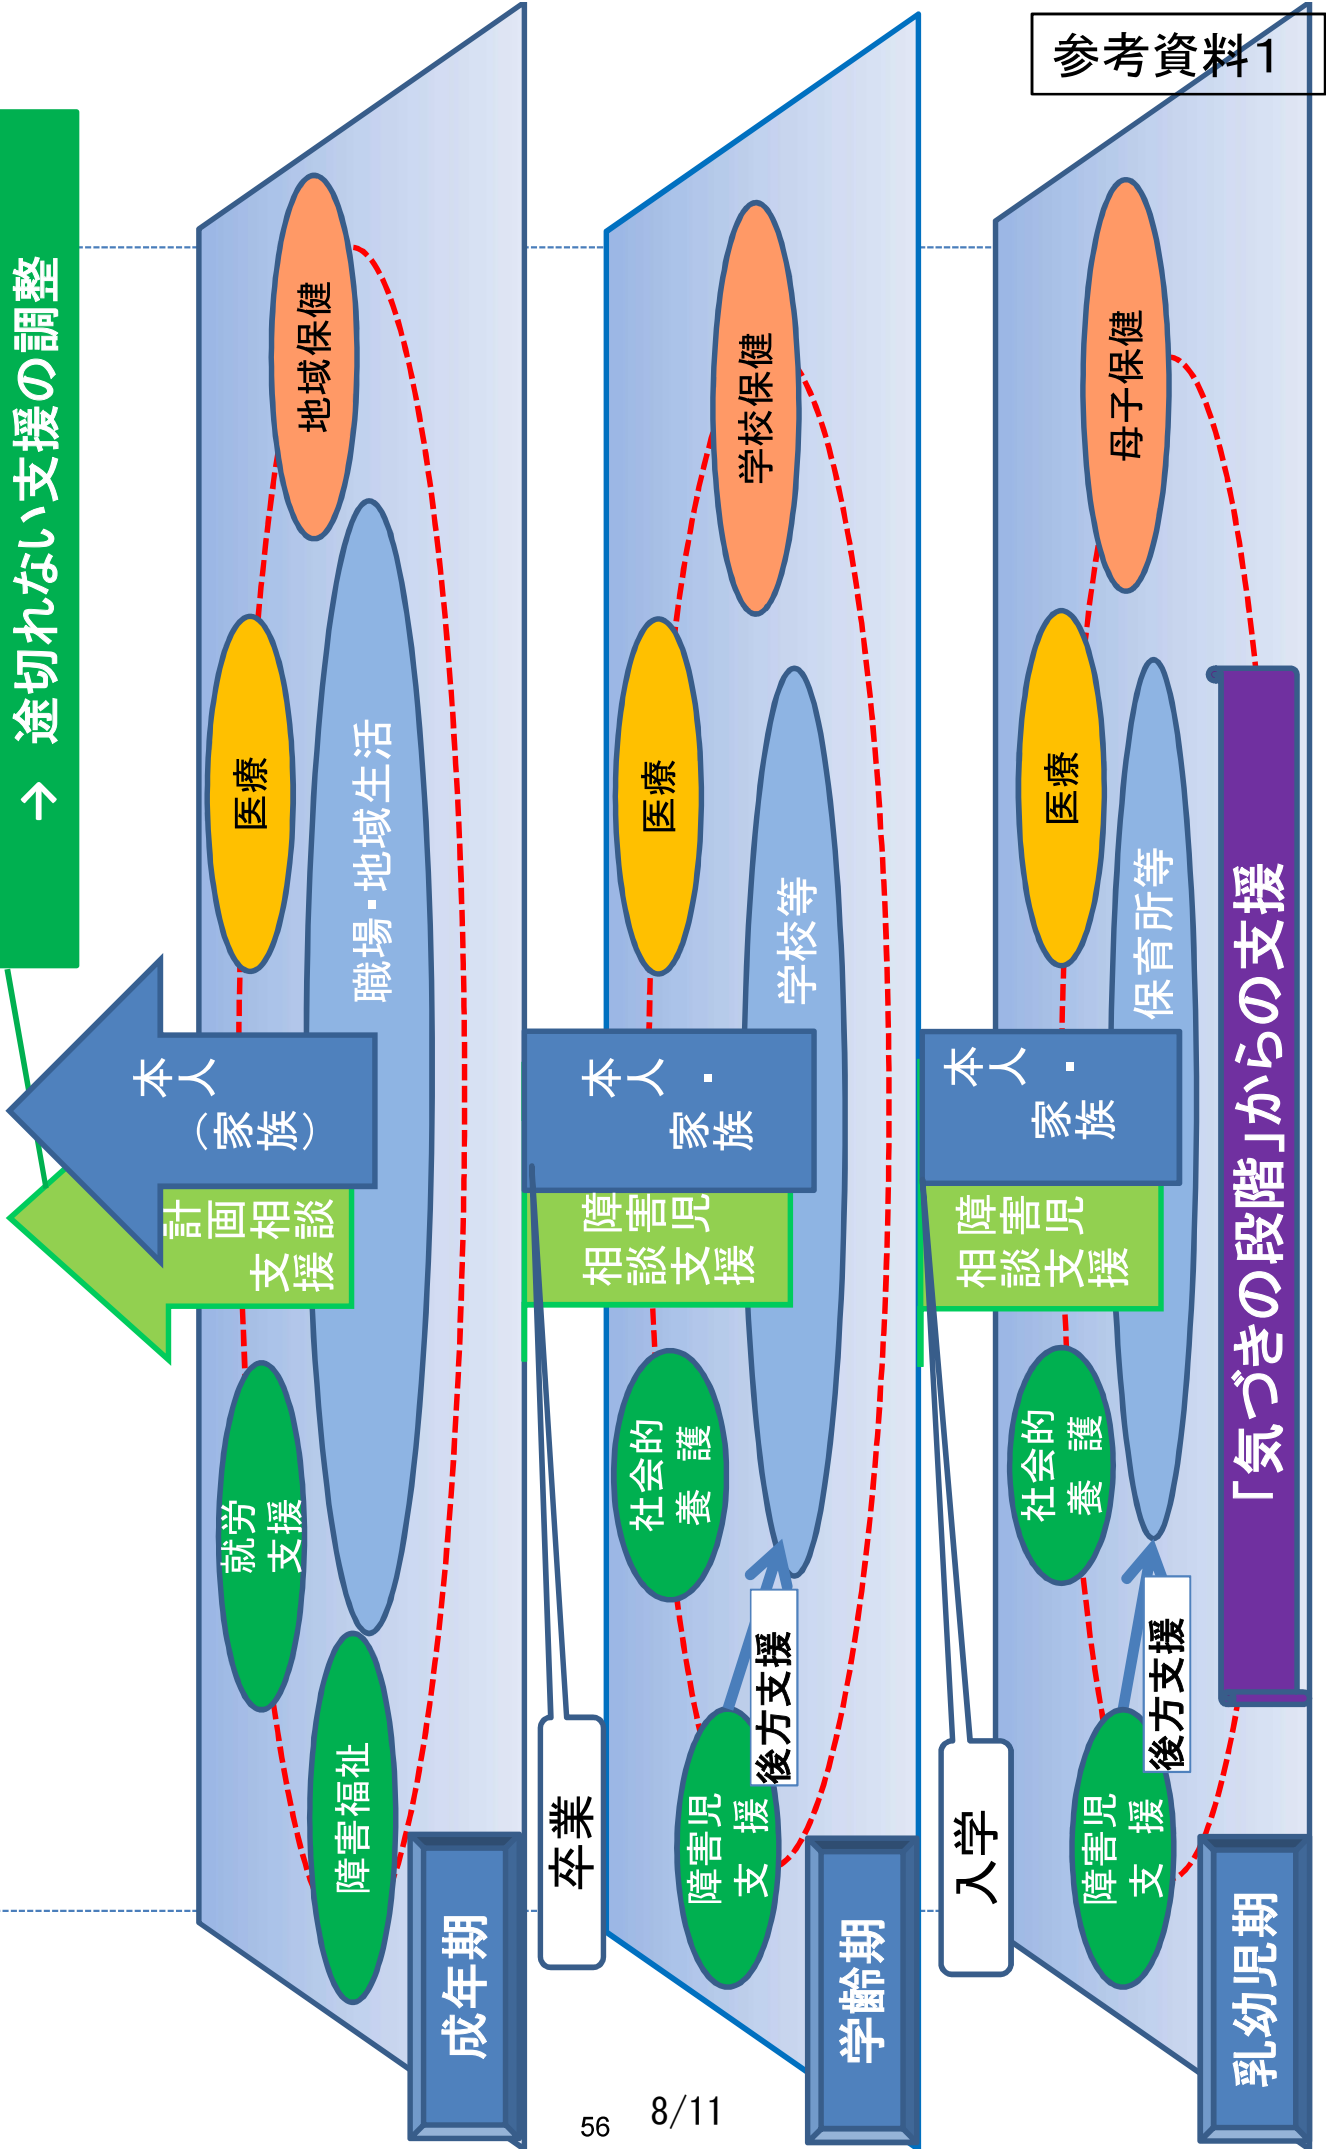 参考資料1
→ 途切れない支援の調整
成年期
地域保健
医療
職場・地域生活
本人
（家族）
計画相談
支援
就労
支援
障害福祉
卒業
学齢期
学校保健
医療
学校等
本人・
家族
障害児
相談支援
社会的
養 護
後方支援
障害児
支 援
入学
乳幼児期
母子保健
医療
保育所等
本人・
家族
障害児
相談支援
社会的
養 護
後方支援
障害児
支 援
「気づきの段階」からの支援
56
8/11